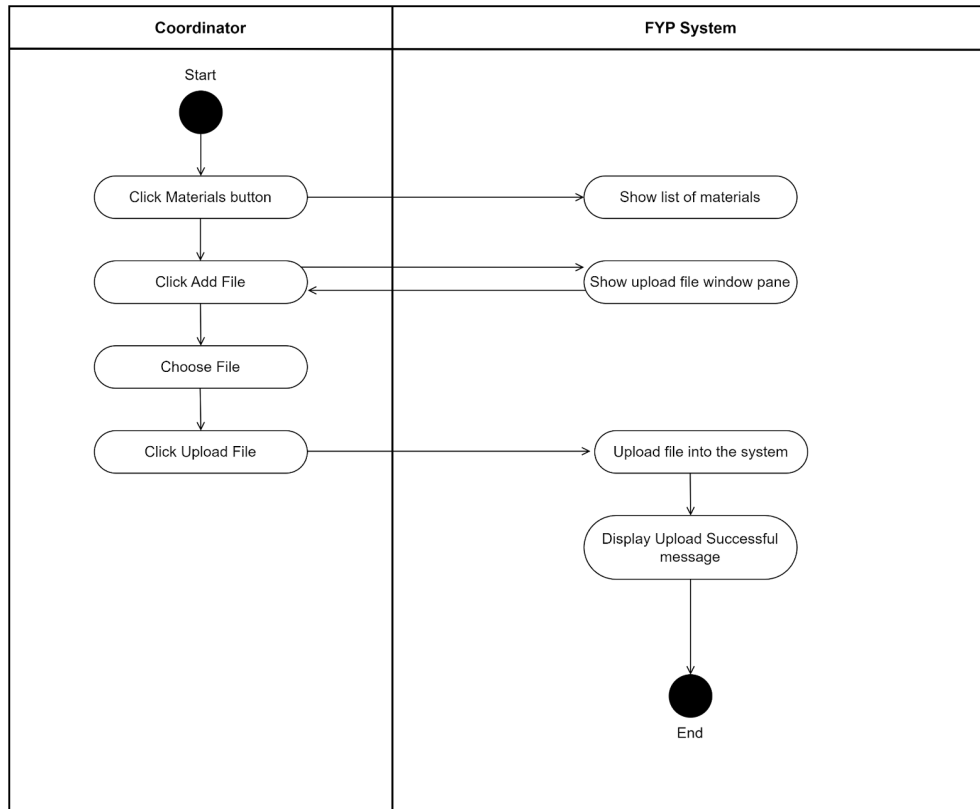 Coordinator
FYP System
Start
Click Materials button
Show list of materials
Click Add File
Show upload file window pane
Choose File
Click Upload File
Upload file into the system
Display Upload Successful
message
End